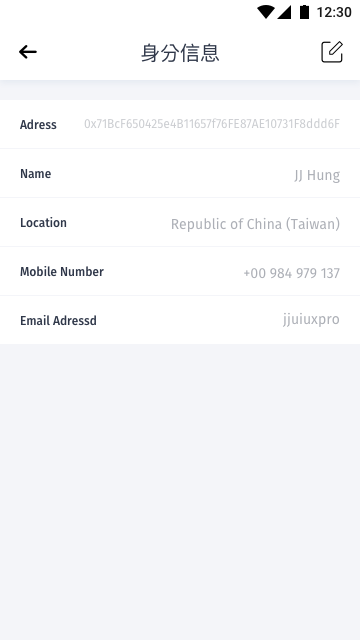 12:30
身分信息
Adress 0x71BcF650425e4B11657f76FE87AE10731F8ddd6F
Name JJ Hung
Location Republic of China (Taiwan)
Mobile Number +00 984 979 137
Email Adressd jjuiuxpro